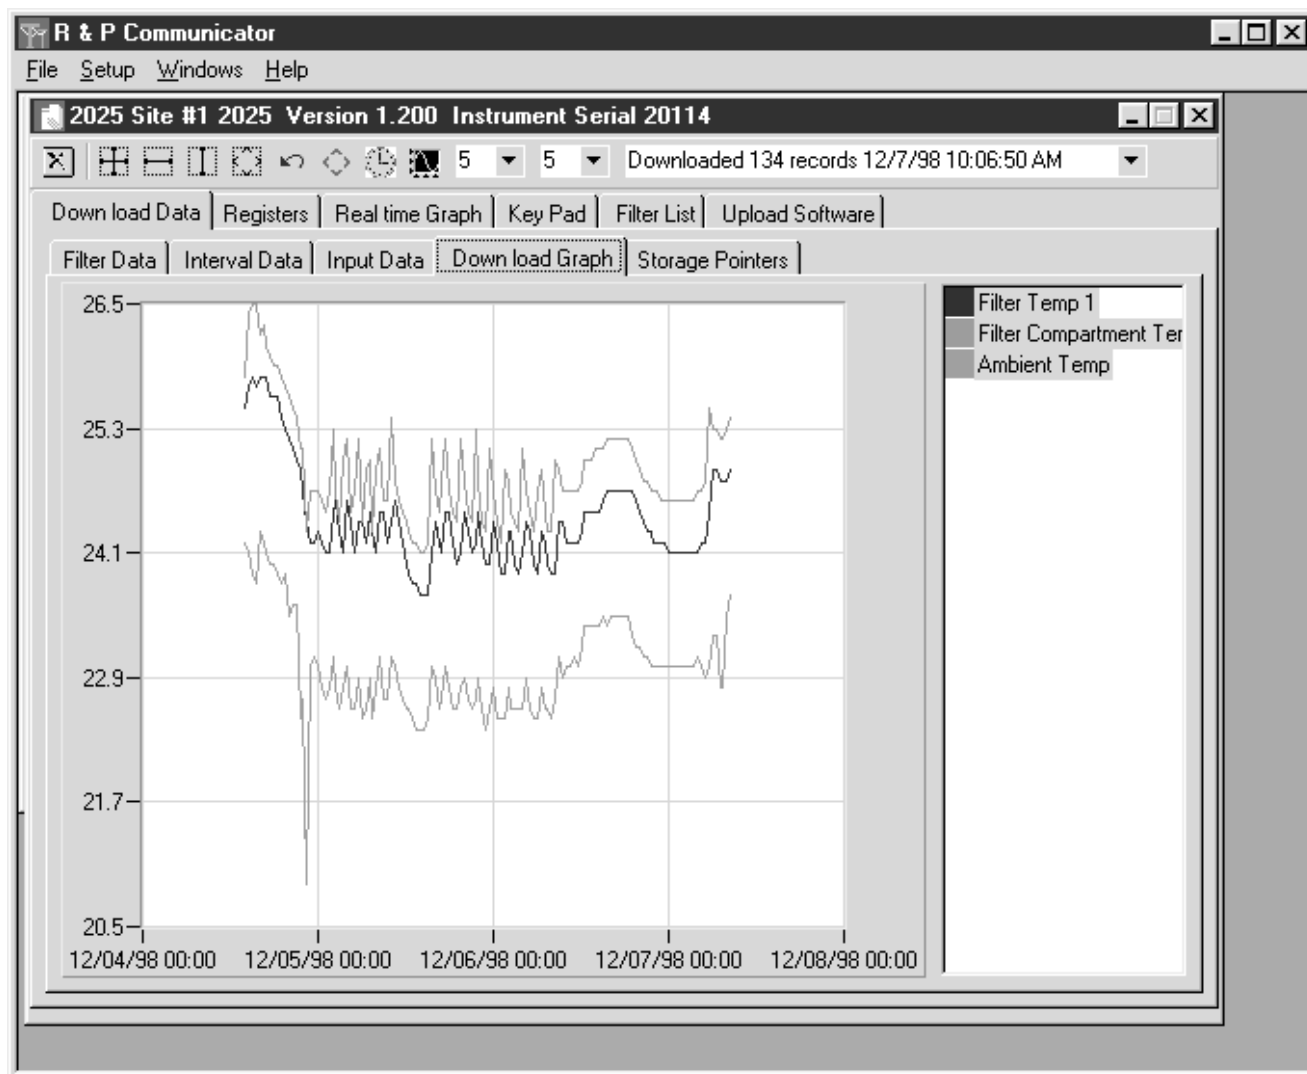 R & P Communicator
File Setup Windows Help
2025 Site #1 2025 Version 1.200 Instrument Serial 20114
5 5 Downloaded 134 records 12/7/98 10:06:50 AM
Down load Data Registers Real time Graph Key Pad Filter List Upload Software
Filter Data Interval Data Input Data Down load Graph Storage Pointers
26.5
25.3
24.1
22.9
21.7
20.5
12/04/98 00:00 12/05/98 00:00 12/06/98 00:00 12/07/98 00:00 12/08/98 00:00
Filter Temp 1
Filter Compartment Ter
Ambient Temp